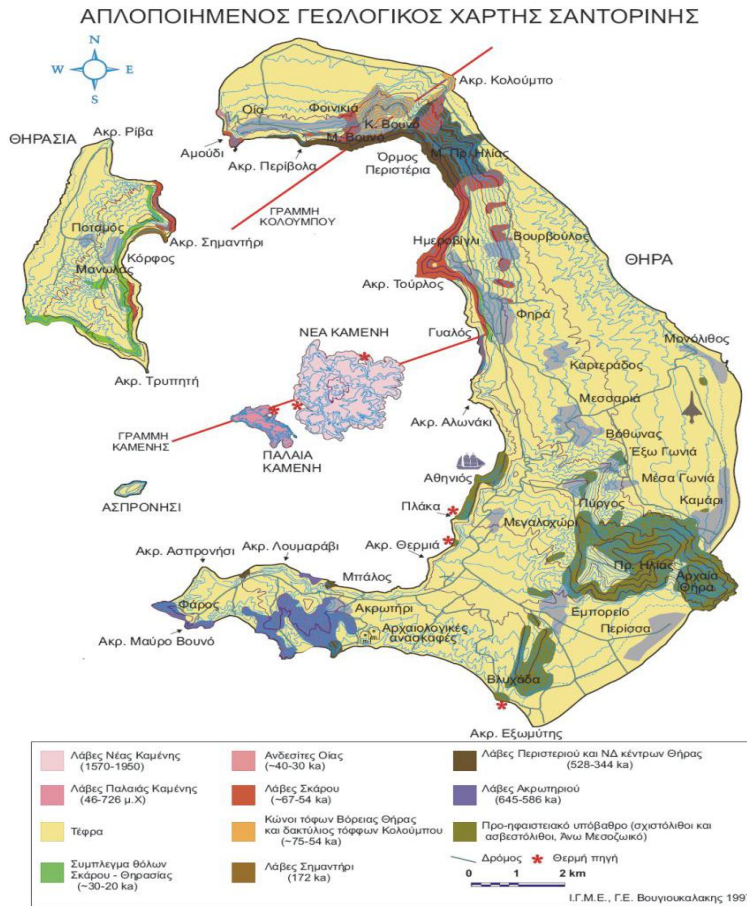 ΑΠΛΟΠΟΙΗΜΕΝΟΣ ΓΕΩΛΟΓΙΚΟΣ ΧΑΡΤΗΣ ΣΑΝΤΟΡΙΝΗΣ
N
W E
S
Ακρ. Κολούμπο
Οία
Φοινικιά
Κ. Βουνό
Μ. Βουνό
Ακρ. Ρίβα
ΘΗΡΑΣΙΑ
Αμούδι
Ακρ. Περίβολα
Όρμος
Περιστέρια
Μ. Πρ. Ηλίας
ΓΡΑΜΜΗ
ΚΟΛΟΥΜΠΟΥ
Ποταμός
Ακρ. Σημαντήρι
Κόρφος
Μανωλάς
Ημεροβίγλι
Βουρβούλος
ΘΗΡΑ
Ακρ. Τούρλος
Φηρά
ΝΕΑ ΚΑΜΕΝΗ
Γυαλός
Μονόλιθος
Καρτεράδος
Ακρ. Τρυπητή
Μεσσαριά
Ακρ. Αλωνάκι
ΓΡΑΜΜΗ
ΚΑΜΕΝΗΣ
ΠΑΛΑΙΑ
ΚΑΜΕΝΗ
Βόθωνας
Έξω Γωνιά
Αθηνιός
Μέσα Γωνιά
ΑΣΠΡΟΝΗΣΙ
Πλάκα
Πύργος
Καμάρι
Μεγαλοχώρι
Ακρ. Ασπρονήσι
Ακρ. Λουμαράβι
Ακρ. Θερμιά
Πρ. Ηλίας
Μπάλος
Αρχαία
Θήρα
Φάρος
Ακρωτήρι
Εμπορείο
Ακρ. Μαύρο Βουνό
Αρχαιολογικές
ανασκαφές
Περίσσα
Βλυχάδα
Ακρ. Εξωμύτης
Λάβες Νέας Καμένης
(1570-1950)
Λάβες Παλαιάς Καμένης
(46-726 μ.Χ)
Τέφρα
Συμπλεγμα θόλων
Σκάρου - Θηρασίας
(~30-20 ka)
Ανδεσίτες Οίας
(~40-30 ka)
Λάβες Σκάρου
(~67-54 ka)
Κώνοι τόφων Βόρειας Θήρας
και δακτύλιος τόφφων Κολούμπου
(~75-54 ka)
Λάβες Σημαντήρι
(172 ka)
Λάβες Περιστεριού και ΝΔ κέντρων Θήρας
(528-344 ka)
Λάβες Ακρωτηριού
(645-586 ka)
Προ-ηφαιστειακό υπόβαθρο (σχιστόλιθοι και
ασβεστόλιθοι, Άνω Μεσοζωικό)
Δρόμος Θερμή πηγή
0 1 2 km
Ι.Γ.Μ.Ε., Γ.Ε. Βουγιουκαλακης 1997